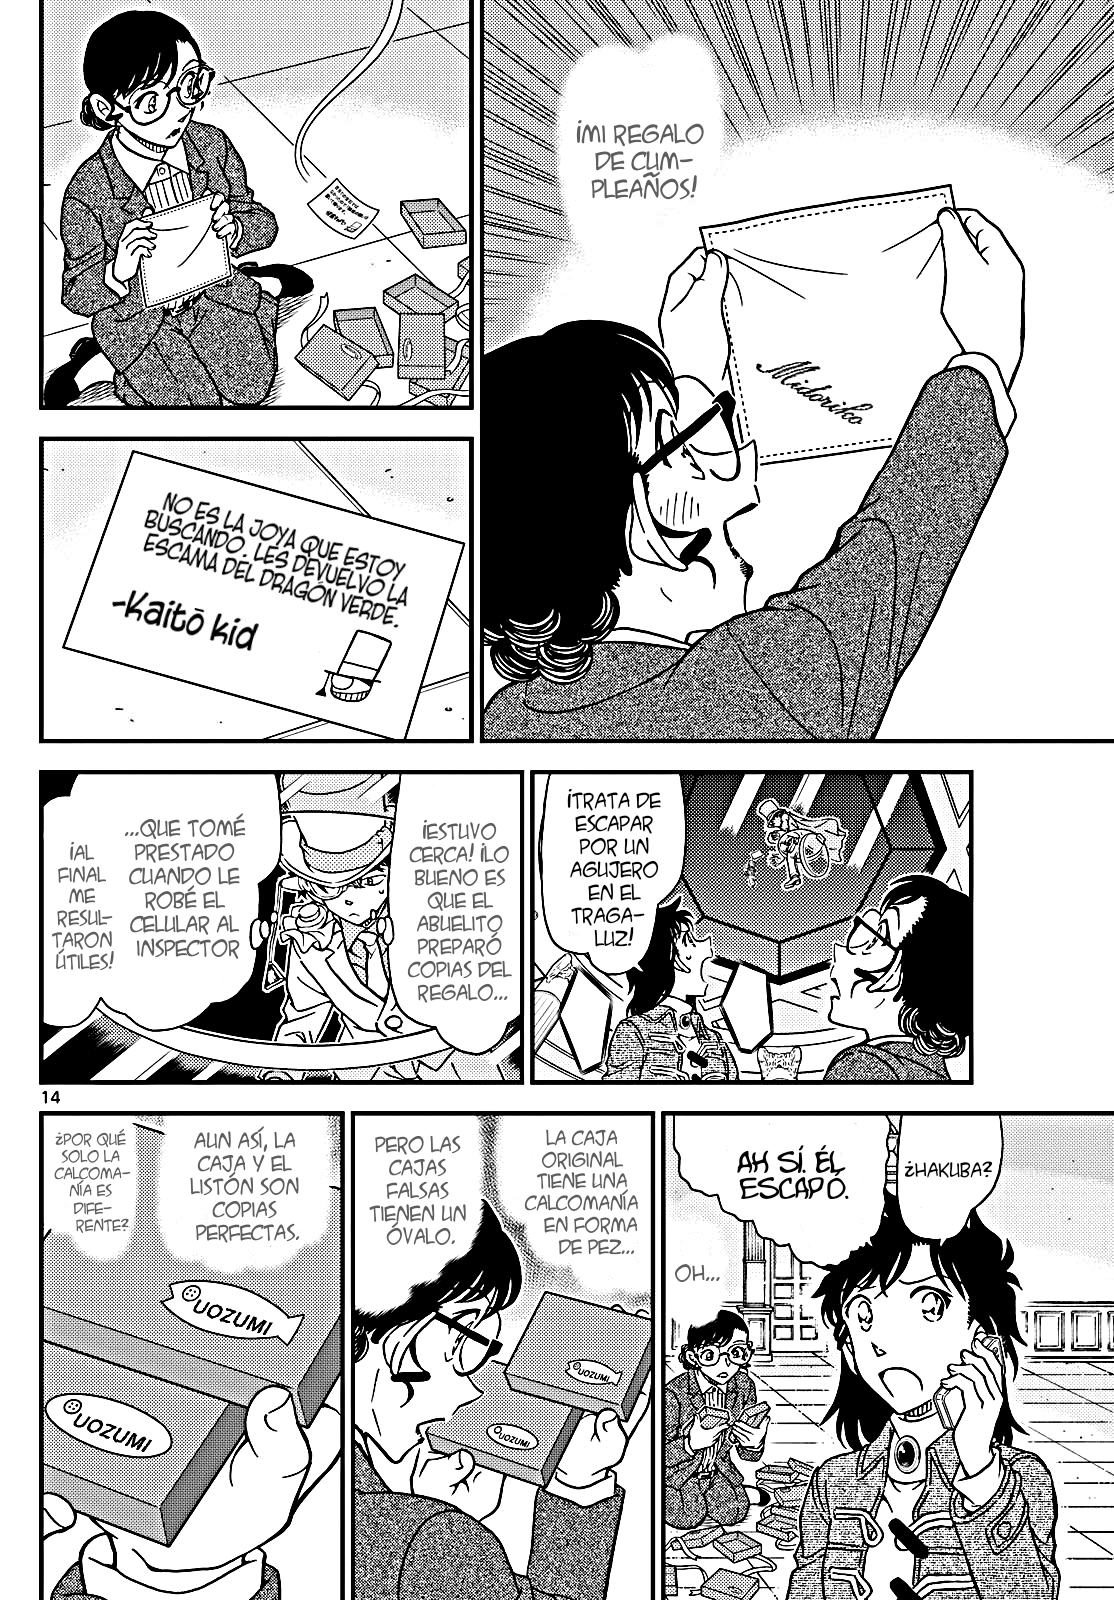 ¡MI REGALO
DE CUM-
PLEAÑOS!
Midoriko
NO ES LA JOYA QUE ESTOY
BUSCANDO. LES DEVUELVO LA
ESCAMA DEL DRAGÓN VERDE.
-Kaitō kid
¡AL
FINAL
ME
RESUL-
TARON
ÚTILES!
...QUE TOMÉ
PRESTADO
CUANDO LE
ROBÉ EL
CELULAR AL
INSPECTOR
¡ESTUVO
CERCA! ¡LO
BUENO ES
QUE EL
ABUELITO
PREPARÓ
COPIAS DEL
REGALO...
¡TRATA DE
ESCAPAR
POR UN
AGUJERO
EN EL
TRAGA-
LUZ!
14
¿POR QUÉ
SOLO LA
CALCOMA-
NÍA ES
DIFE-
RENTE?
AUN ASÍ, LA
CAJA Y EL
LISTÓN SON
COPIAS
PERFECTAS.
UOZUMI
UOZUMI
PERO LAS
CAJAS
FALSAS
TIENEN UN
ÓVALO.
LA CAJA
ORIGINAL
TIENE UNA
CALCOMANÍA
EN FORMA
DE PEZ...
UOZUMI
UOZUMI
OH...
AH SÍ. ÉL
ESCAPÓ.
¿HAKUBA?